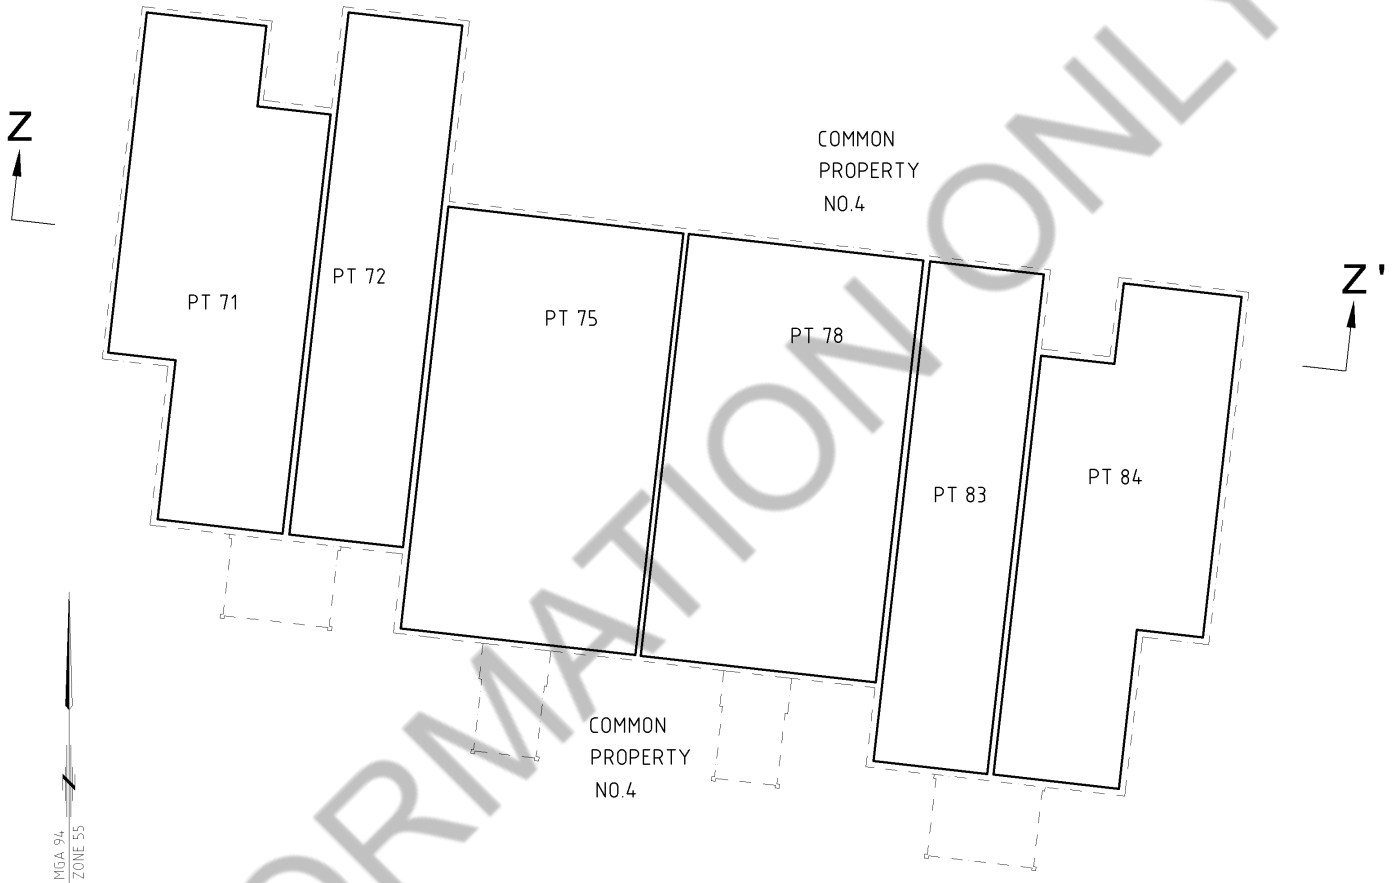 Z
COMMON
PROPERTY
NO.4
Z'
PT 71
PT 72
PT 75
PT 78
PT 83
PT 84
COMMON
PROPERTY
NO.4
MGA 94
ZONE 55
ORMATION ONLY